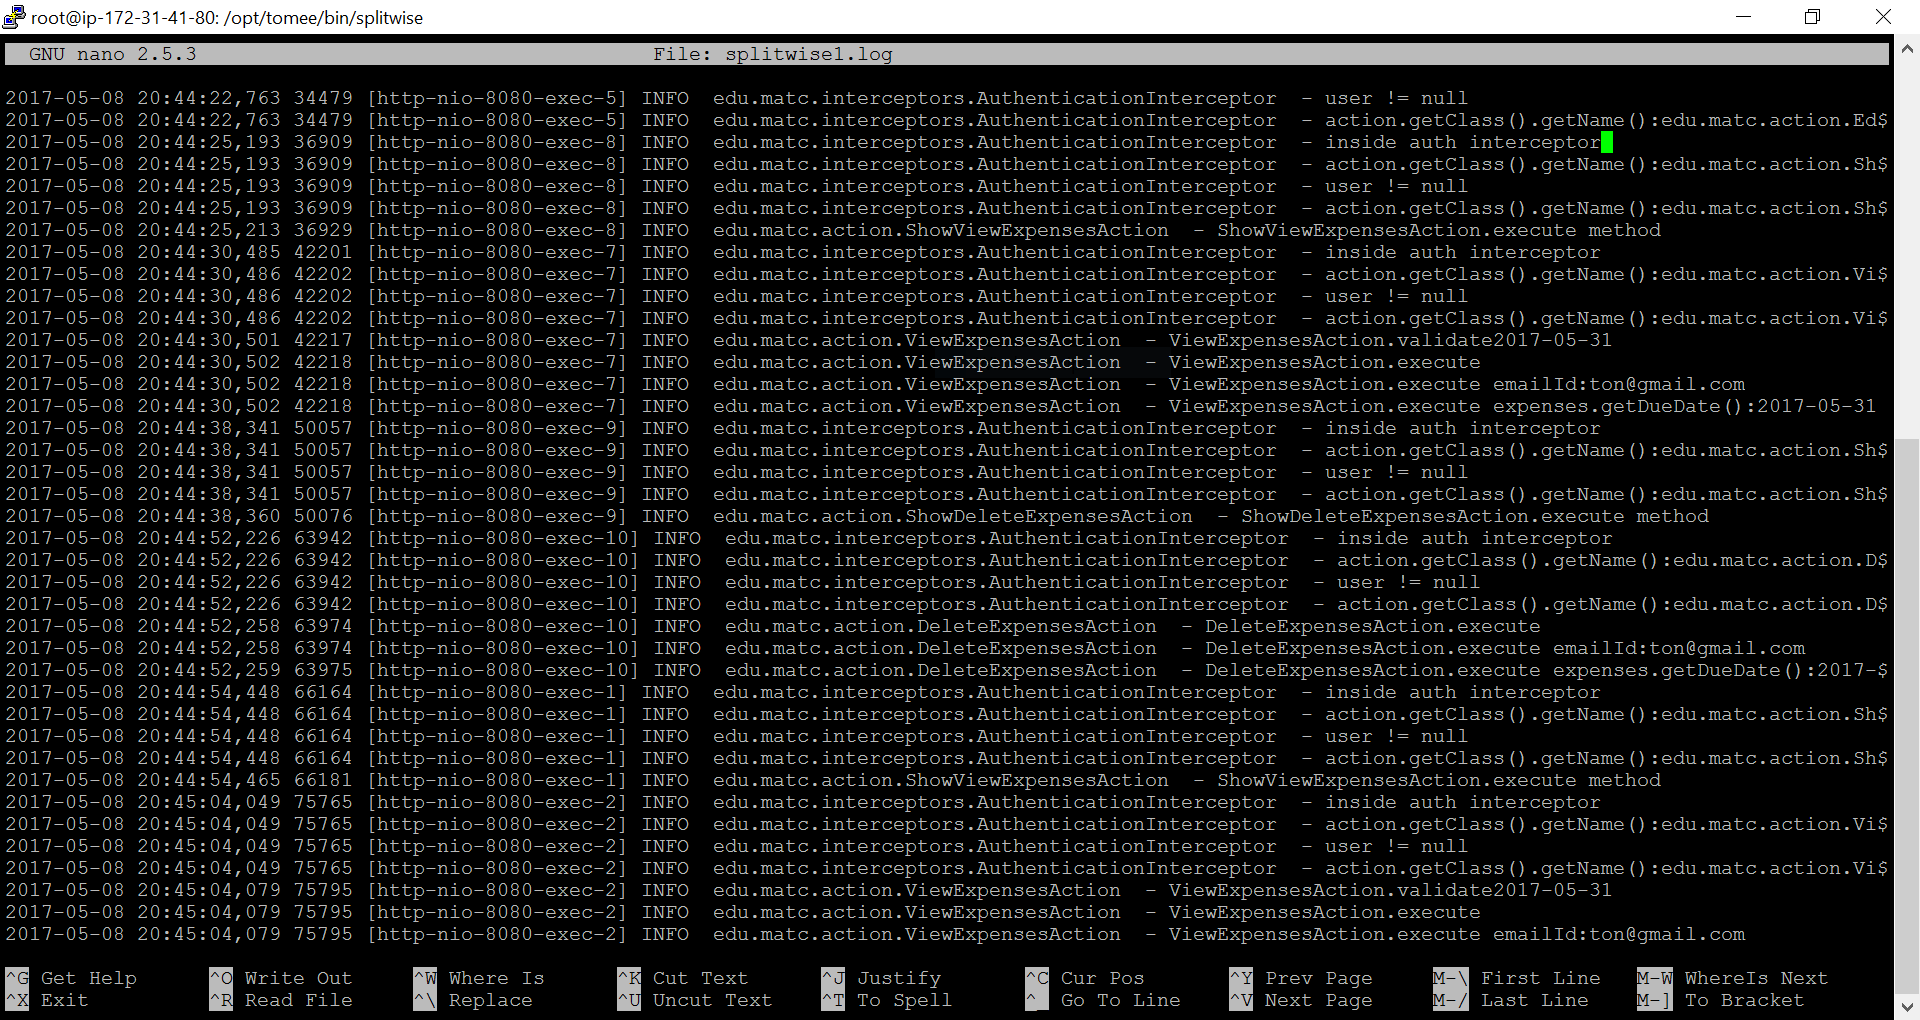 root@ip-172-31-41-80: /opt/tomee/bin/splitwise
GNU nano 2.5.3 File: splitwise1.log
2017-05-08 20:44:22,763 34479 [http-nio-8080-exec-5] INFO  edu.matc.interceptors.AuthenticationInterceptor  - user != null
2017-05-08 20:44:22,763 34479 [http-nio-8080-exec-5] INFO  edu.matc.interceptors.AuthenticationInterceptor  - action.getClass().getName():edu.matc.action.Ed$
2017-05-08 20:44:25,193 36909 [http-nio-8080-exec-8] INFO  edu.matc.interceptors.AuthenticationInterceptor  - inside auth interceptor
2017-05-08 20:44:25,193 36909 [http-nio-8080-exec-8] INFO  edu.matc.interceptors.AuthenticationInterceptor  - action.getClass().getName():edu.matc.action.Sh$
2017-05-08 20:44:25,193 36909 [http-nio-8080-exec-8] INFO  edu.matc.interceptors.AuthenticationInterceptor  - user != null
2017-05-08 20:44:25,193 36909 [http-nio-8080-exec-8] INFO  edu.matc.interceptors.AuthenticationInterceptor  - action.getClass().getName():edu.matc.action.Sh$
2017-05-08 20:44:25,213 36929 [http-nio-8080-exec-8] INFO  edu.matc.action.ShowViewExpensesAction  - ShowViewExpensesAction.execute method
2017-05-08 20:44:30,485 42201 [http-nio-8080-exec-7] INFO  edu.matc.interceptors.AuthenticationInterceptor  - inside auth interceptor
2017-05-08 20:44:30,486 42202 [http-nio-8080-exec-7] INFO  edu.matc.interceptors.AuthenticationInterceptor  - action.getClass().getName():edu.matc.action.Vi$
2017-05-08 20:44:30,486 42202 [http-nio-8080-exec-7] INFO  edu.matc.interceptors.AuthenticationInterceptor  - user != null
2017-05-08 20:44:30,486 42202 [http-nio-8080-exec-7] INFO  edu.matc.interceptors.AuthenticationInterceptor  - action.getClass().getName():edu.matc.action.Vi$
2017-05-08 20:44:30,501 42217 [http-nio-8080-exec-7] INFO  edu.matc.action.ViewExpensesAction  - ViewExpensesAction.validate2017-05-31
2017-05-08 20:44:30,502 42218 [http-nio-8080-exec-7] INFO  edu.matc.action.ViewExpensesAction  - ViewExpensesAction.execute
2017-05-08 20:44:30,502 42218 [http-nio-8080-exec-7] INFO  edu.matc.action.ViewExpensesAction  - ViewExpensesAction.execute emailId:ton@gmail.com
2017-05-08 20:44:30,502 42218 [http-nio-8080-exec-7] INFO  edu.matc.action.ViewExpensesAction  - ViewExpensesAction.execute expenses.getDueDate():2017-05-31
2017-05-08 20:44:38,341 50057 [http-nio-8080-exec-9] INFO  edu.matc.interceptors.AuthenticationInterceptor  - inside auth interceptor
2017-05-08 20:44:38,341 50057 [http-nio-8080-exec-9] INFO  edu.matc.interceptors.AuthenticationInterceptor  - action.getClass().getName():edu.matc.action.Sh$
2017-05-08 20:44:38,341 50057 [http-nio-8080-exec-9] INFO  edu.matc.interceptors.AuthenticationInterceptor  - user != null
2017-05-08 20:44:38,341 50057 [http-nio-8080-exec-9] INFO  edu.matc.interceptors.AuthenticationInterceptor  - action.getClass().getName():edu.matc.action.Sh$
2017-05-08 20:44:38,360 50076 [http-nio-8080-exec-9] INFO  edu.matc.action.ShowDeleteExpensesAction  - ShowDeleteExpensesAction.execute method
2017-05-08 20:44:52,226 63942 [http-nio-8080-exec-10] INFO  edu.matc.interceptors.AuthenticationInterceptor  - inside auth interceptor
2017-05-08 20:44:52,226 63942 [http-nio-8080-exec-10] INFO  edu.matc.interceptors.AuthenticationInterceptor  - action.getClass().getName():edu.matc.action.D$
2017-05-08 20:44:52,226 63942 [http-nio-8080-exec-10] INFO  edu.matc.interceptors.AuthenticationInterceptor  - user != null
2017-05-08 20:44:52,226 63942 [http-nio-8080-exec-10] INFO  edu.matc.interceptors.AuthenticationInterceptor  - action.getClass().getName():edu.matc.action.D$
2017-05-08 20:44:52,258 63974 [http-nio-8080-exec-10] INFO  edu.matc.action.DeleteExpensesAction  - DeleteExpensesAction.execute
2017-05-08 20:44:52,258 63974 [http-nio-8080-exec-10] INFO  edu.matc.action.DeleteExpensesAction  - DeleteExpensesAction.execute emailId:ton@gmail.com
2017-05-08 20:44:52,259 63975 [http-nio-8080-exec-10] INFO  edu.matc.action.DeleteExpensesAction  - DeleteExpensesAction.execute expenses.getDueDate():2017-$
2017-05-08 20:44:54,448 66164 [http-nio-8080-exec-1] INFO  edu.matc.interceptors.AuthenticationInterceptor  - inside auth interceptor
2017-05-08 20:44:54,448 66164 [http-nio-8080-exec-1] INFO  edu.matc.interceptors.AuthenticationInterceptor  - action.getClass().getName():edu.matc.action.Sh$
2017-05-08 20:44:54,448 66164 [http-nio-8080-exec-1] INFO  edu.matc.interceptors.AuthenticationInterceptor  - user != null
2017-05-08 20:44:54,448 66164 [http-nio-8080-exec-1] INFO  edu.matc.interceptors.AuthenticationInterceptor  - action.getClass().getName():edu.matc.action.Sh$
2017-05-08 20:44:54,465 66181 [http-nio-8080-exec-1] INFO  edu.matc.action.ShowViewExpensesAction  - ShowViewExpensesAction.execute method
2017-05-08 20:45:04,049 75765 [http-nio-8080-exec-2] INFO  edu.matc.interceptors.AuthenticationInterceptor  - inside auth interceptor
2017-05-08 20:45:04,049 75765 [http-nio-8080-exec-2] INFO  edu.matc.interceptors.AuthenticationInterceptor  - action.getClass().getName():edu.matc.action.Vi$
2017-05-08 20:45:04,049 75765 [http-nio-8080-exec-2] INFO  edu.matc.interceptors.AuthenticationInterceptor  - user != null
2017-05-08 20:45:04,049 75765 [http-nio-8080-exec-2] INFO  edu.matc.interceptors.AuthenticationInterceptor  - action.getClass().getName():edu.matc.action.Vi$
2017-05-08 20:45:04,079 75795 [http-nio-8080-exec-2] INFO  edu.matc.action.ViewExpensesAction  - ViewExpensesAction.validate2017-05-31
2017-05-08 20:45:04,079 75795 [http-nio-8080-exec-2] INFO  edu.matc.action.ViewExpensesAction  - ViewExpensesAction.execute
2017-05-08 20:45:04,079 75795 [http-nio-8080-exec-2] INFO  edu.matc.action.ViewExpensesAction  - ViewExpensesAction.execute emailId:ton@gmail.com
^G Get Help ^O Write Out ^W Where Is ^K Cut Text ^J Justify ^C Cur Pos ^Y Prev Page M-\ First Line M-W WhereIs Next
^X Exit ^R Read File ^\ Replace ^U Uncut Text ^T To Spell ^_ Go To Line ^V Next Page M-/ Last Line M-] To Bracket